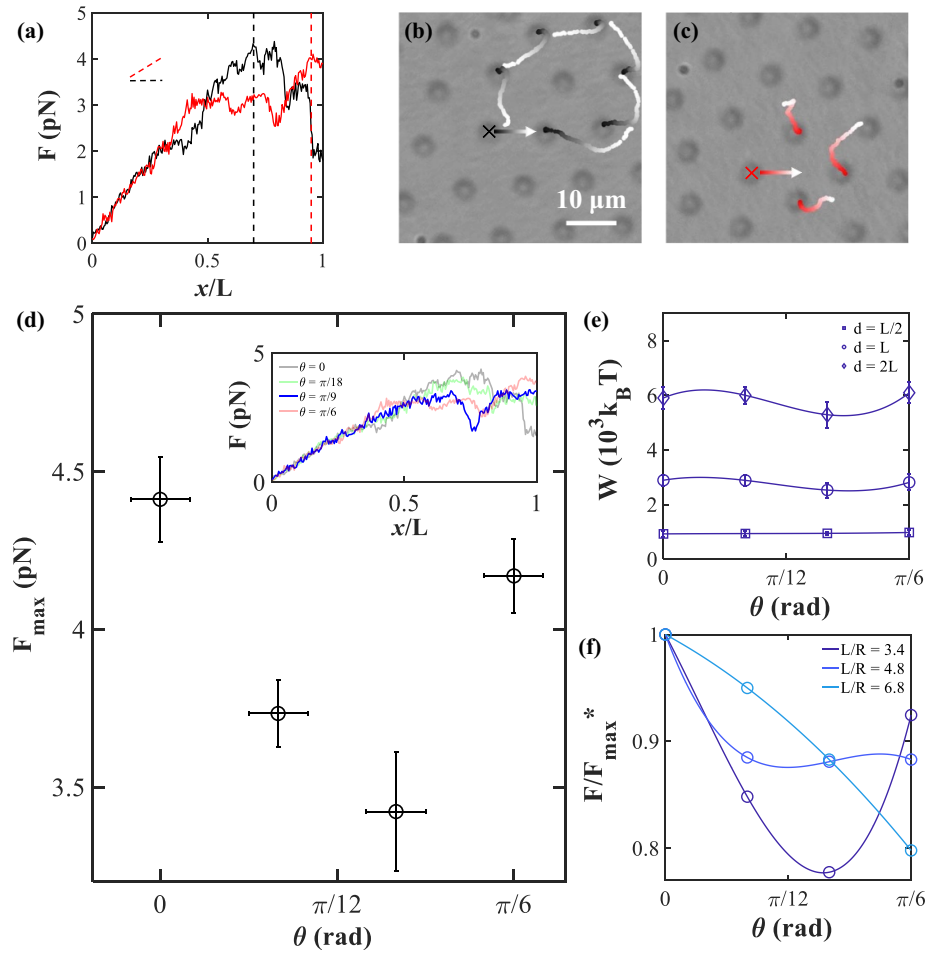 (a)
F (pN)
5
4
3
2
1
0
0
0.5
1
x/L
(b)
10 μm
(c)
(d)
F_max (pN)
5
4.5
4
3.5
0
π/12
π/6
θ (rad)
F (pN)
5
0
θ = 0
θ = π/18
θ = π/9
θ = π/6
0
0.5
1
x/L
(e)
W (10³k_BT)
8
6
4
2
0
d = L/2
d = L
d = 2L
0
π/12
π/6
θ (rad)
(f)
F/F_max*
1
0.9
0.8
L/R = 3.4
L/R = 4.8
L/R = 6.8
0
π/12
π/6
θ (rad)